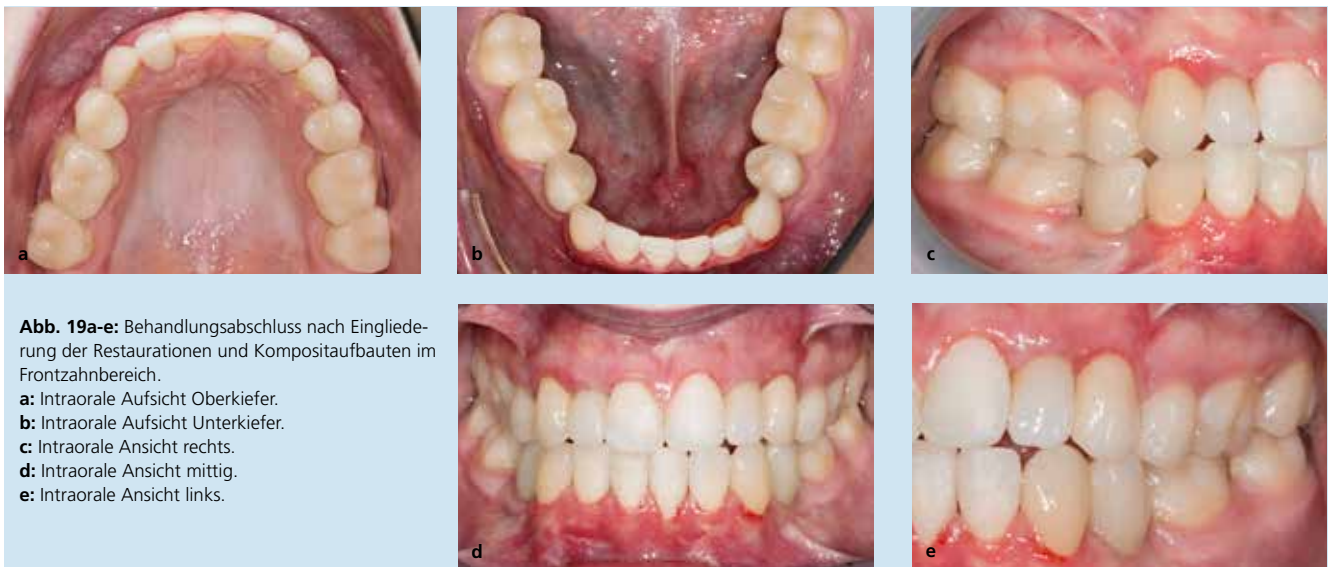 a
b
c
Abb. 19a-e: Behandlungsabschluss nach Eingliede-
rung der Restaurationen und Kompositaufbauten im
Frontzahnbereich.
a: Intraorale Aufsicht Oberkiefer.
b: Intraorale Aufsicht Unterkiefer.
c: Intraorale Ansicht rechts.
d: Intraorale Ansicht mittig.
e: Intraorale Ansicht links.
d
e